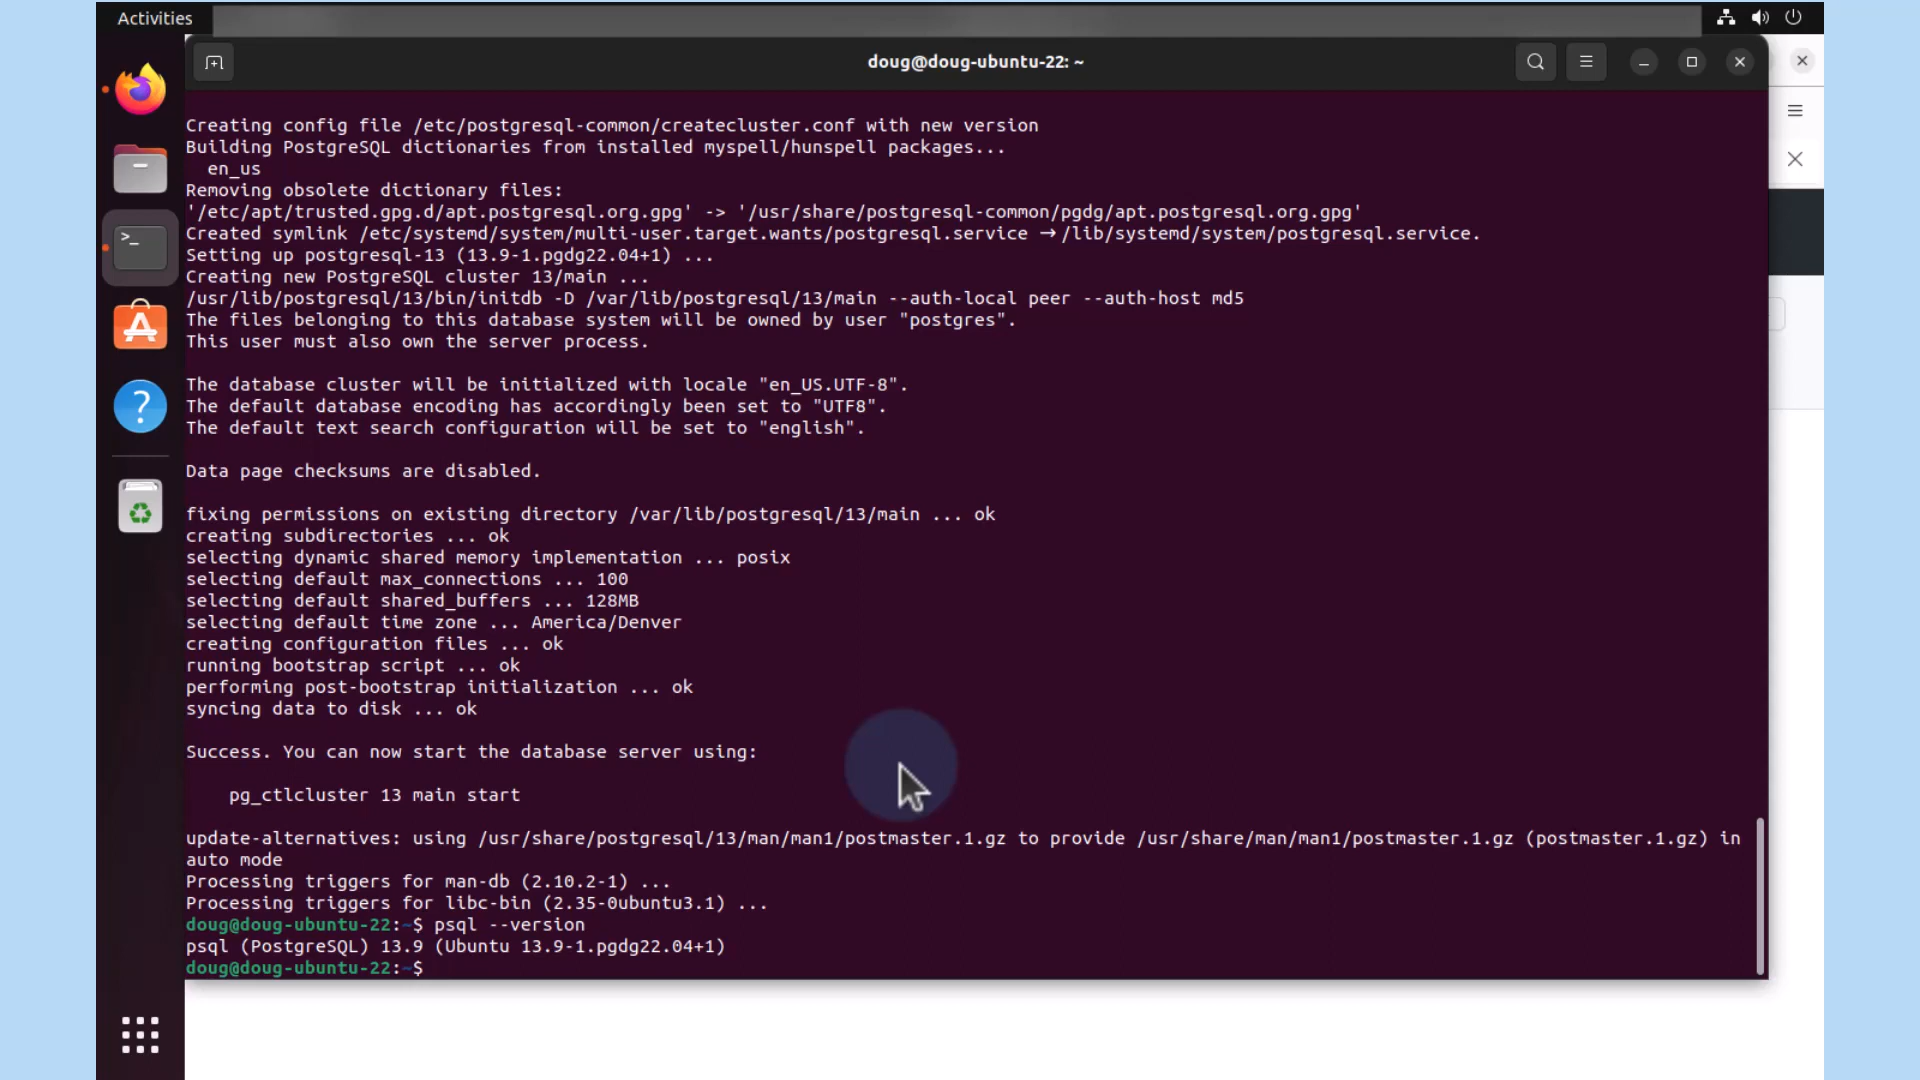 Activities
doug@doug-ubuntu-22: ~
Creating config file /etc/postgresql-common/createcluster.conf with new version
Building PostgreSQL dictionaries from installed myspell/hunspell packages...
  en_us
Removing obsolete dictionary files:
'/etc/apt/trusted.gpg.d/apt.postgresql.org.gpg' -> '/usr/share/postgresql-common/pgdg/apt.postgresql.org.gpg'
Created symlink /etc/systemd/system/multi-user.target.wants/postgresql.service → /lib/systemd/system/postgresql.service.
Setting up postgresql-13 (13.9-1.pgdg22.04+1) ...
Creating new PostgreSQL cluster 13/main ...
/usr/lib/postgresql/13/bin/initdb -D /var/lib/postgresql/13/main --auth-local peer --auth-host md5
The files belonging to this database system will be owned by user "postgres".
This user must also own the server process.
The database cluster will be initialized with locale "en_US.UTF-8".
The default database encoding has accordingly been set to "UTF8".
The default text search configuration will be set to "english".
Data page checksums are disabled.
fixing permissions on existing directory /var/lib/postgresql/13/main ... ok
creating subdirectories ... ok
selecting dynamic shared memory implementation ... posix
selecting default max_connections ... 100
selecting default shared_buffers ... 128MB
selecting default time zone ... America/Denver
creating configuration files ... ok
running bootstrap script ... ok
performing post-bootstrap initialization ... ok
syncing data to disk ... ok
Success. You can now start the database server using:
    pg_ctlcluster 13 main start
update-alternatives: using /usr/share/postgresql/13/man/man1/postmaster.1.gz to provide /usr/share/man/man1/postmaster.1.gz (postmaster.1.gz) in
auto mode
Processing triggers for man-db (2.10.2-1) ...
Processing triggers for libc-bin (2.35-0ubuntu3.1) ...
doug@doug-ubuntu-22:~$ psql --version
psql (PostgreSQL) 13.9 (Ubuntu 13.9-1.pgdg22.04+1)
doug@doug-ubuntu-22:~$